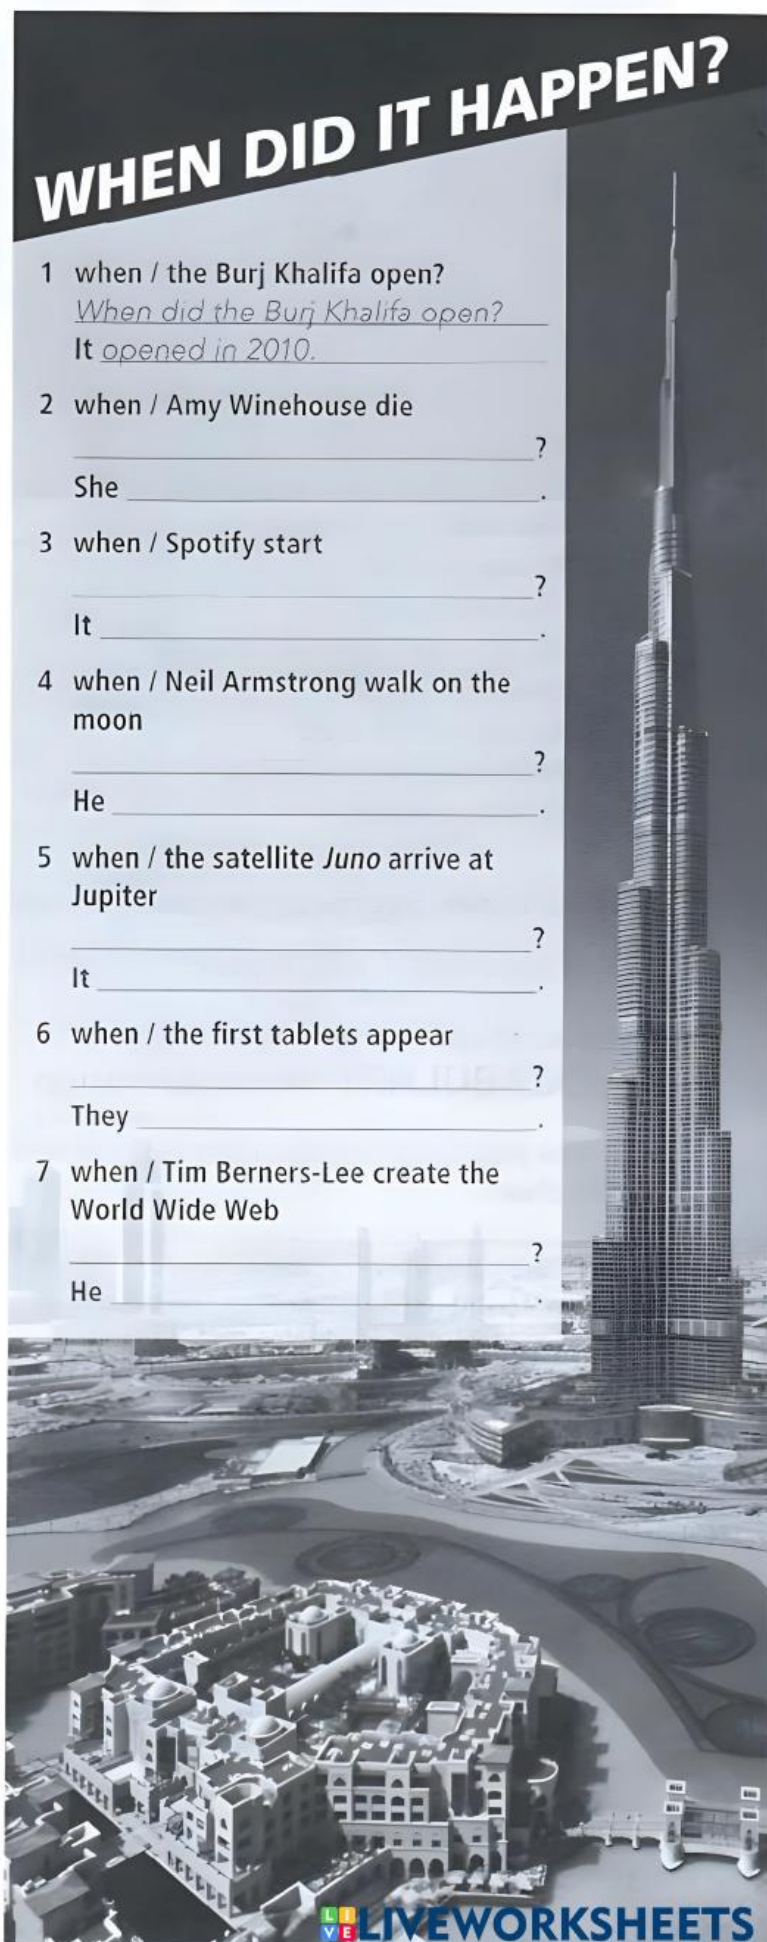 WHEN DID IT HAPPEN?
1 when / the Burj Khalifa open?
When did the Burj Khalifa open?
It opened in 2010.
2 when / Amy Winehouse die
?
She .
3 when / Spotify start
?
It .
4 when / Neil Armstrong walk on the
moon
?
He .
5 when / the satellite Juno arrive at
Jupiter
?
It .
6 when / the first tablets appear
?
They .
7 when / Tim Berners-Lee create the
World Wide Web
?
He .
LIVE LIVEWORKSHEETS